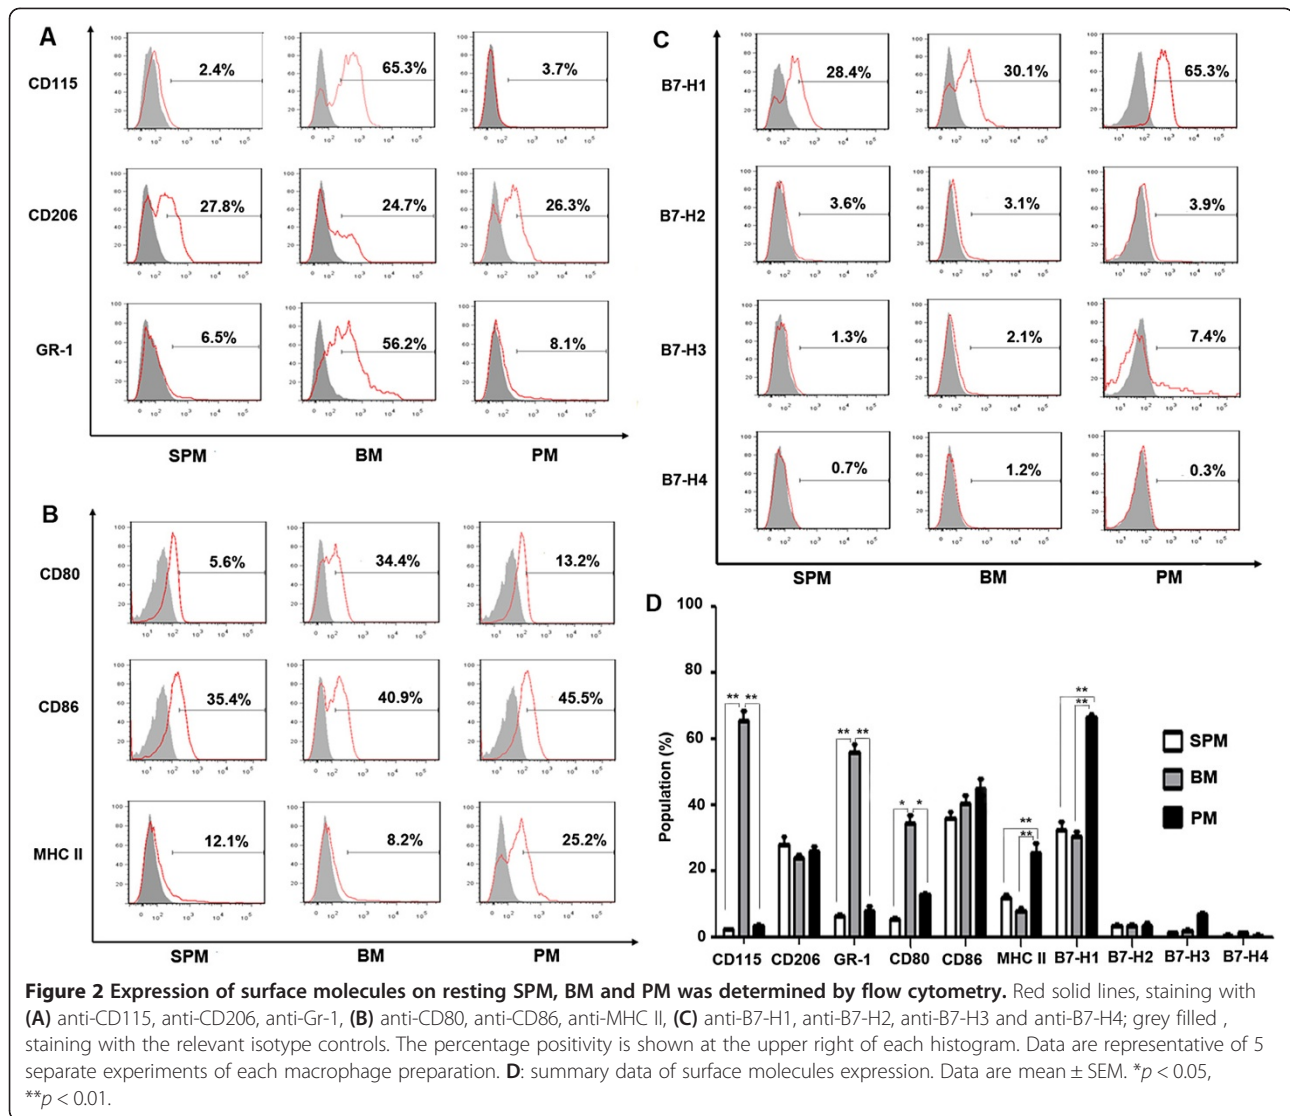 A
CD115
2.4%
65.3%
3.7%
CD206
27.8%
24.7%
26.3%
GR-1
6.5%
56.2%
8.1%
SPM
BM
PM
B
CD80
5.6%
34.4%
13.2%
CD86
35.4%
40.9%
45.5%
MHC II
12.1%
8.2%
25.2%
SPM
BM
PM
C
B7-H1
28.4%
30.1%
65.3%
B7-H2
3.6%
3.1%
3.9%
B7-H3
1.3%
2.1%
7.4%
B7-H4
0.7%
1.2%
0.3%
SPM
BM
PM
D
Population (%)
100
80
60
40
20
0
** **
** **
* *
**
**
**
**
SPM
BM
PM
CD115 CD206 GR-1 CD80 CD86 MHC II B7-H1 B7-H2 B7-H3 B7-H4
Figure 2 Expression of surface molecules on resting SPM, BM and PM was determined by flow cytometry. Red solid lines, staining with
(A) anti-CD115, anti-CD206, anti-Gr-1, (B) anti-CD80, anti-CD86, anti-MHC II, (C) anti-B7-H1, anti-B7-H2, anti-B7-H3 and anti-B7-H4; grey filled ,
staining with the relevant isotype controls. The percentage positivity is shown at the upper right of each histogram. Data are representative of 5
separate experiments of each macrophage preparation. D: summary data of surface molecules expression. Data are mean ± SEM. *p < 0.05,
**p < 0.01.